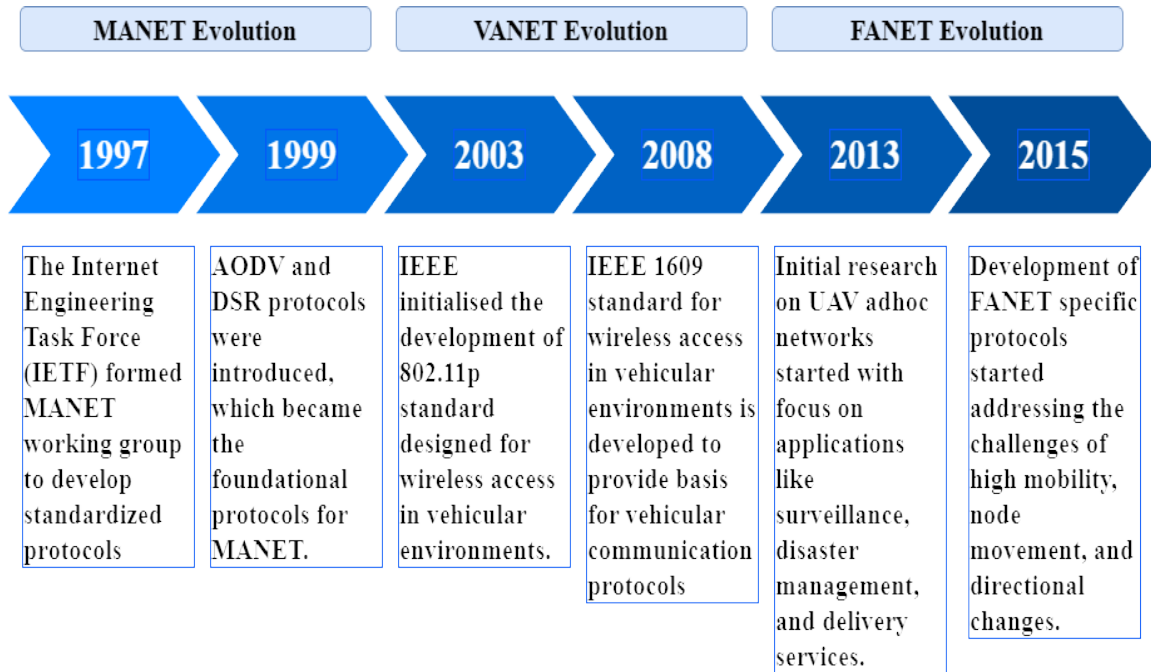 MANET Evolution
VANET Evolution
FANET Evolution
1997
1999
2003
2008
2013
2015
The Internet
Engineering
Task Force
(IETF) formed
MANET
working group
to develop
standardized
protocols
AODV and
DSR protocols
were
introduced,
which became
the
foundational
protocols for
MANET.
IEEE
initialised the
development of
802.11p
standard
designed for
wireless access
in vehicular
environments.
IEEE 1609
standard for
wireless access
in vehicular
environments is
developed to
provide basis
for vehicular
communication
protocols
Initial research
on UAV adhoc
networks
started with
focus on
applications
like
surveillance,
disaster
management,
and delivery
services.
Development of
FANET specific
protocols
started
addressing the
challenges of
high mobility,
node
movement, and
directional
changes.